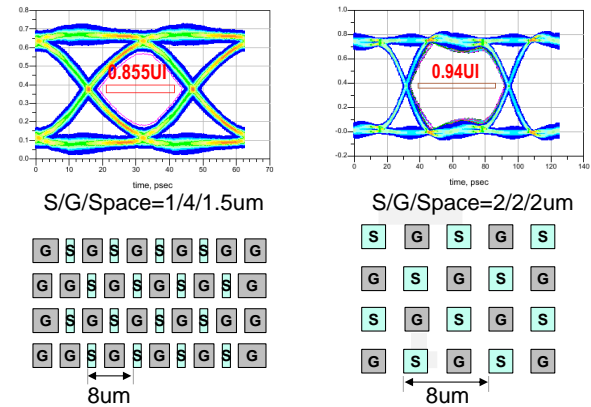 0.8
0.7
0.6
0.5
0.4
0.3
0.2
0.1
0.0
0.855UI
0 10 20 30 40 50 60 70
time, psec
S/G/Space=1/4/1.5um
G S G S G S G S G G
G G S G S G S G S G
G S G S G S G S G G
G G S G S G S G S G
8um
1.0
0.8
0.6
0.4
0.2
-0.0
-0.2
0.94UI
0 20 40 60 80 100 120 140
time, psec
S/G/Space=2/2/2um
S G S G S
G S G S G
S G S G S
G S G S G
8um